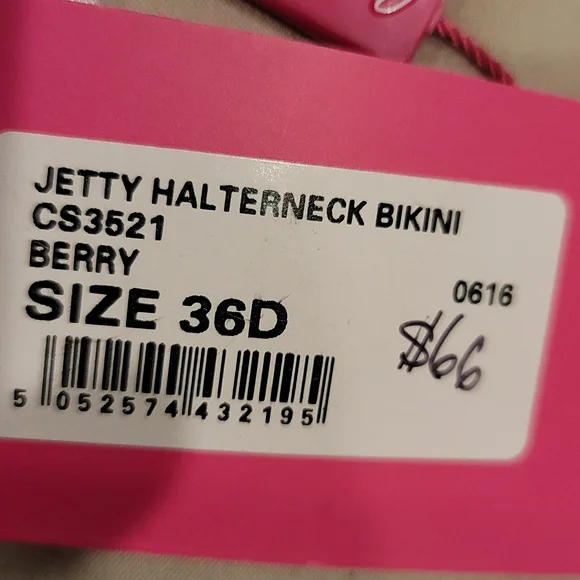 JETTY HALTERNECK BIKINI
CS3521
BERRY
0616
SIZE 36D
$66
5 052574 432195